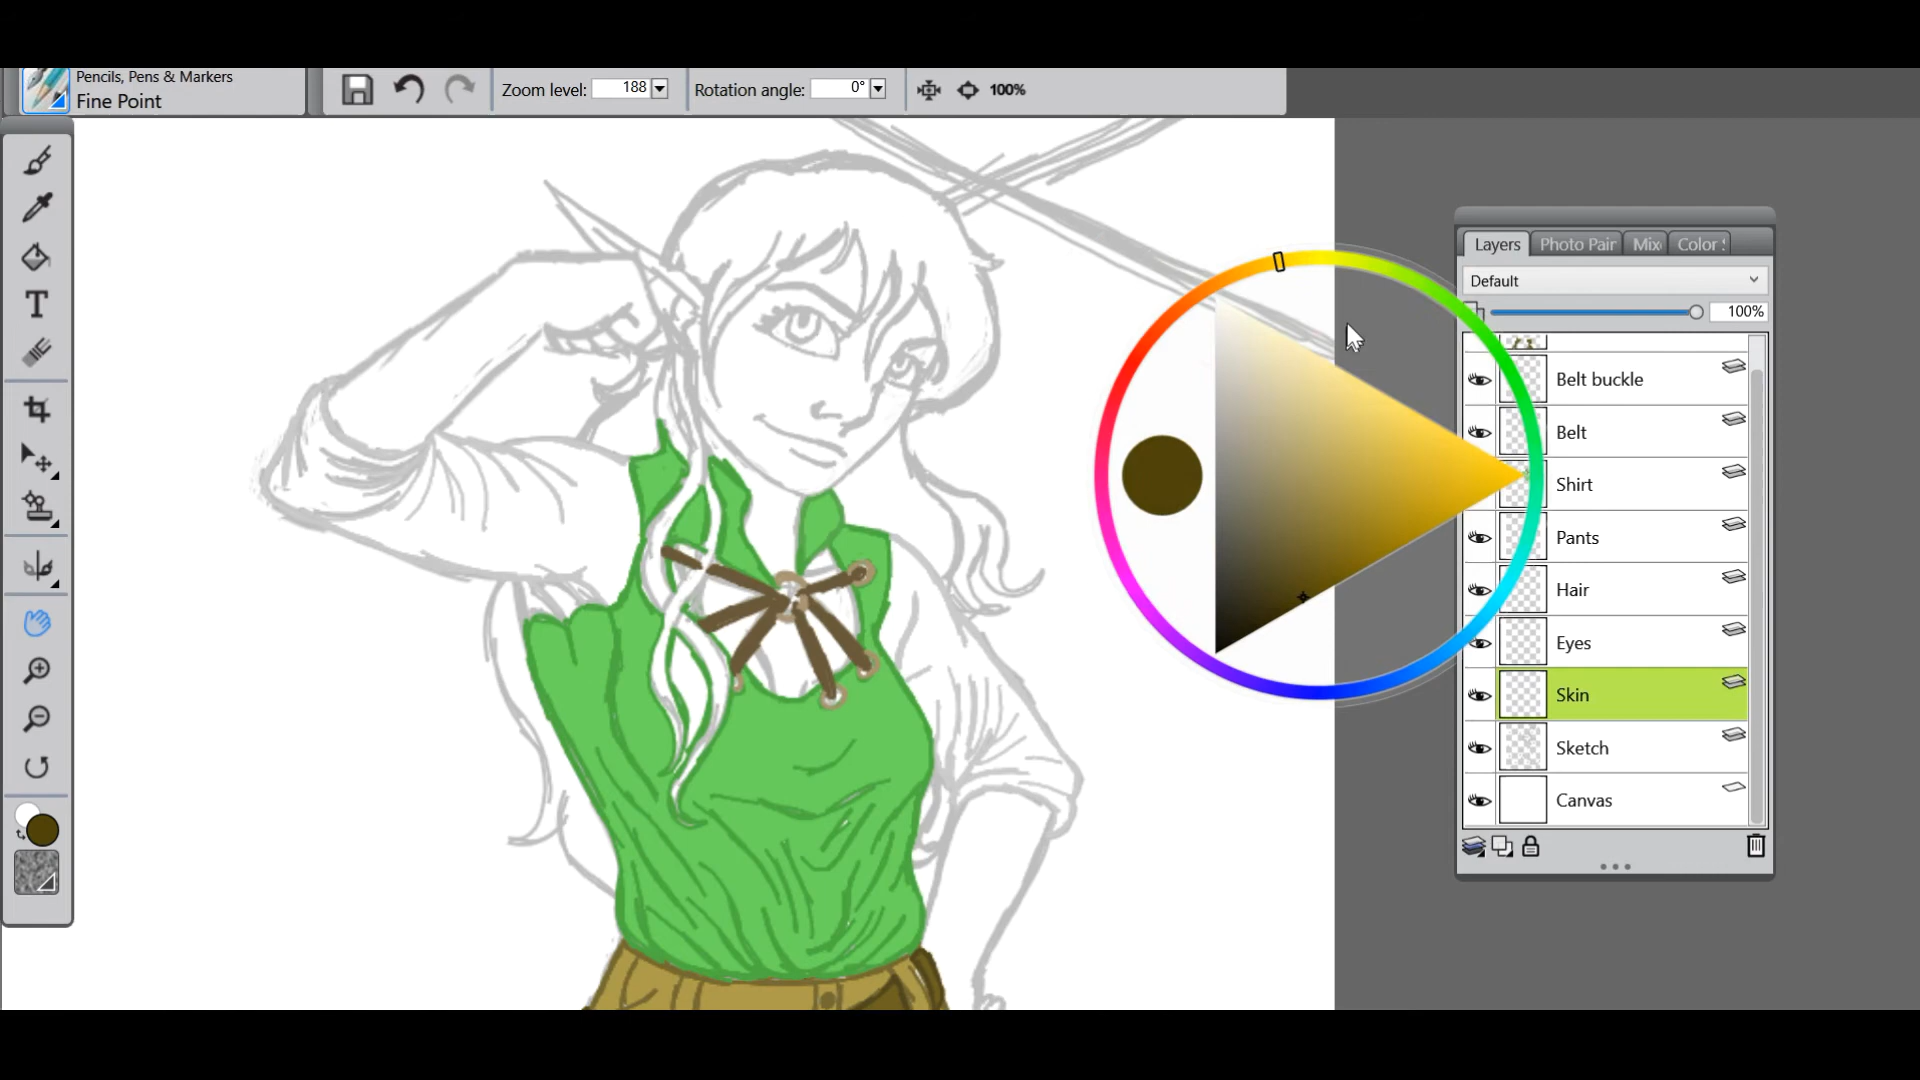 Pencils, Pens & Markers
Fine Point
Zoom level: 188
Rotation angle: 0°
100%
Layers
Photo Pair
Mix
Color
Default
100%
Belt buckle
Belt
Shirt
Pants
Hair
Eyes
Skin
Sketch
Canvas
T